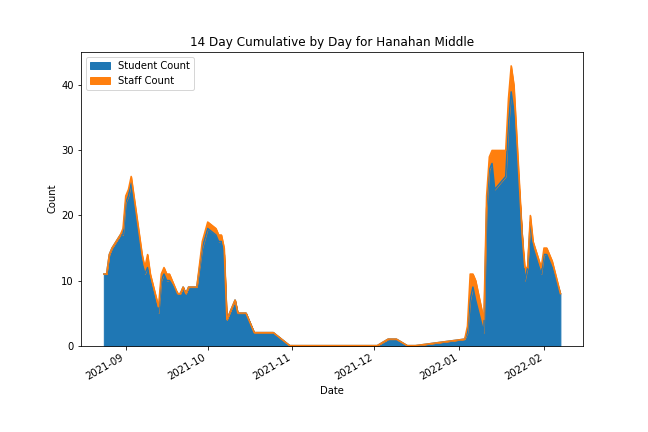 14 Day Cumulative by Day for Hanahan Middle
Student Count
Staff Count
40
30
20
10
0
Count
2021-09
2021-10
2021-11
2021-12
2022-01
2022-02
Date